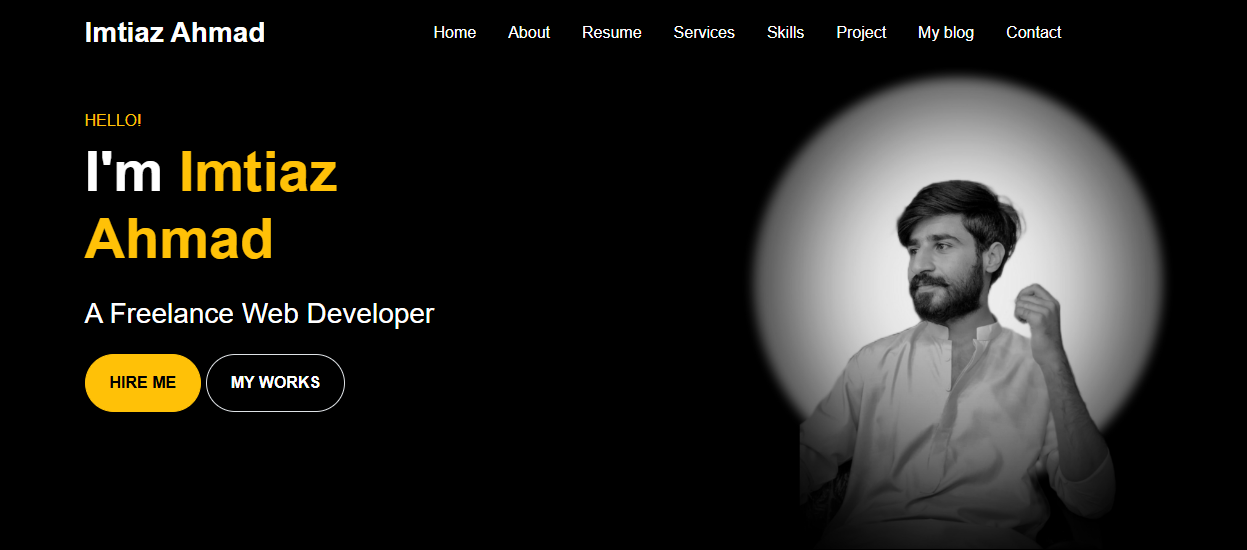 Imtiaz Ahmad
Home About Resume Services Skills Project My blog Contact
HELLO!
I'm Imtiaz
Ahmad
A Freelance Web Developer
HIRE ME MY WORKS